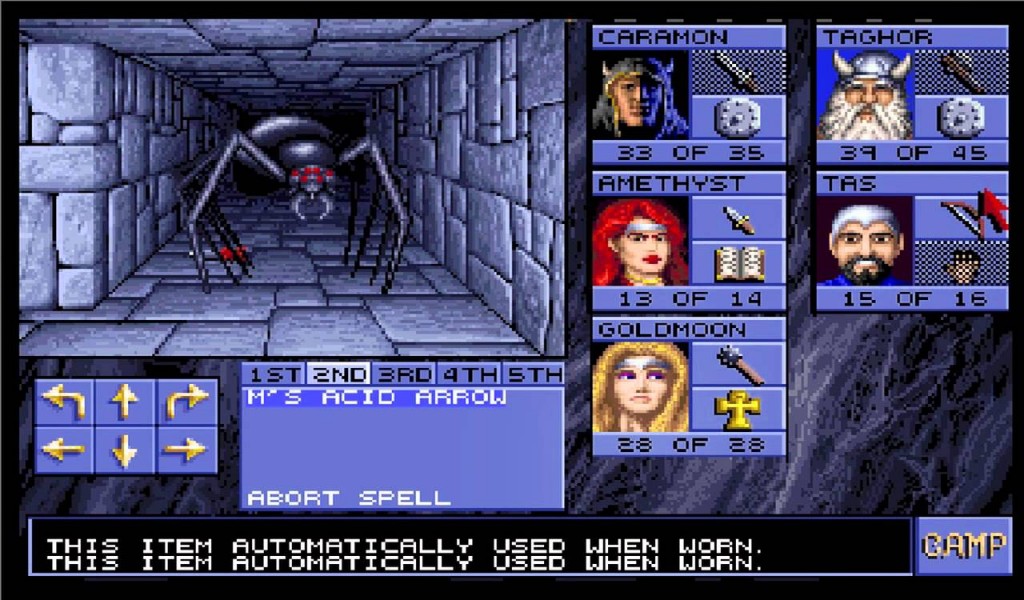 CARAMON
33 OF 35
TAGHOR
39 OF 45
AMETHYST
13 OF 14
TAS
15 OF 16
GOLDMOON
28 OF 28
1ST 2ND 3RD 4TH 5TH
M'S ACID ARROW
ABORT SPELL
THIS ITEM AUTOMATICALLY USED WHEN WORN.
THIS ITEM AUTOMATICALLY USED WHEN WORN.
CAMP